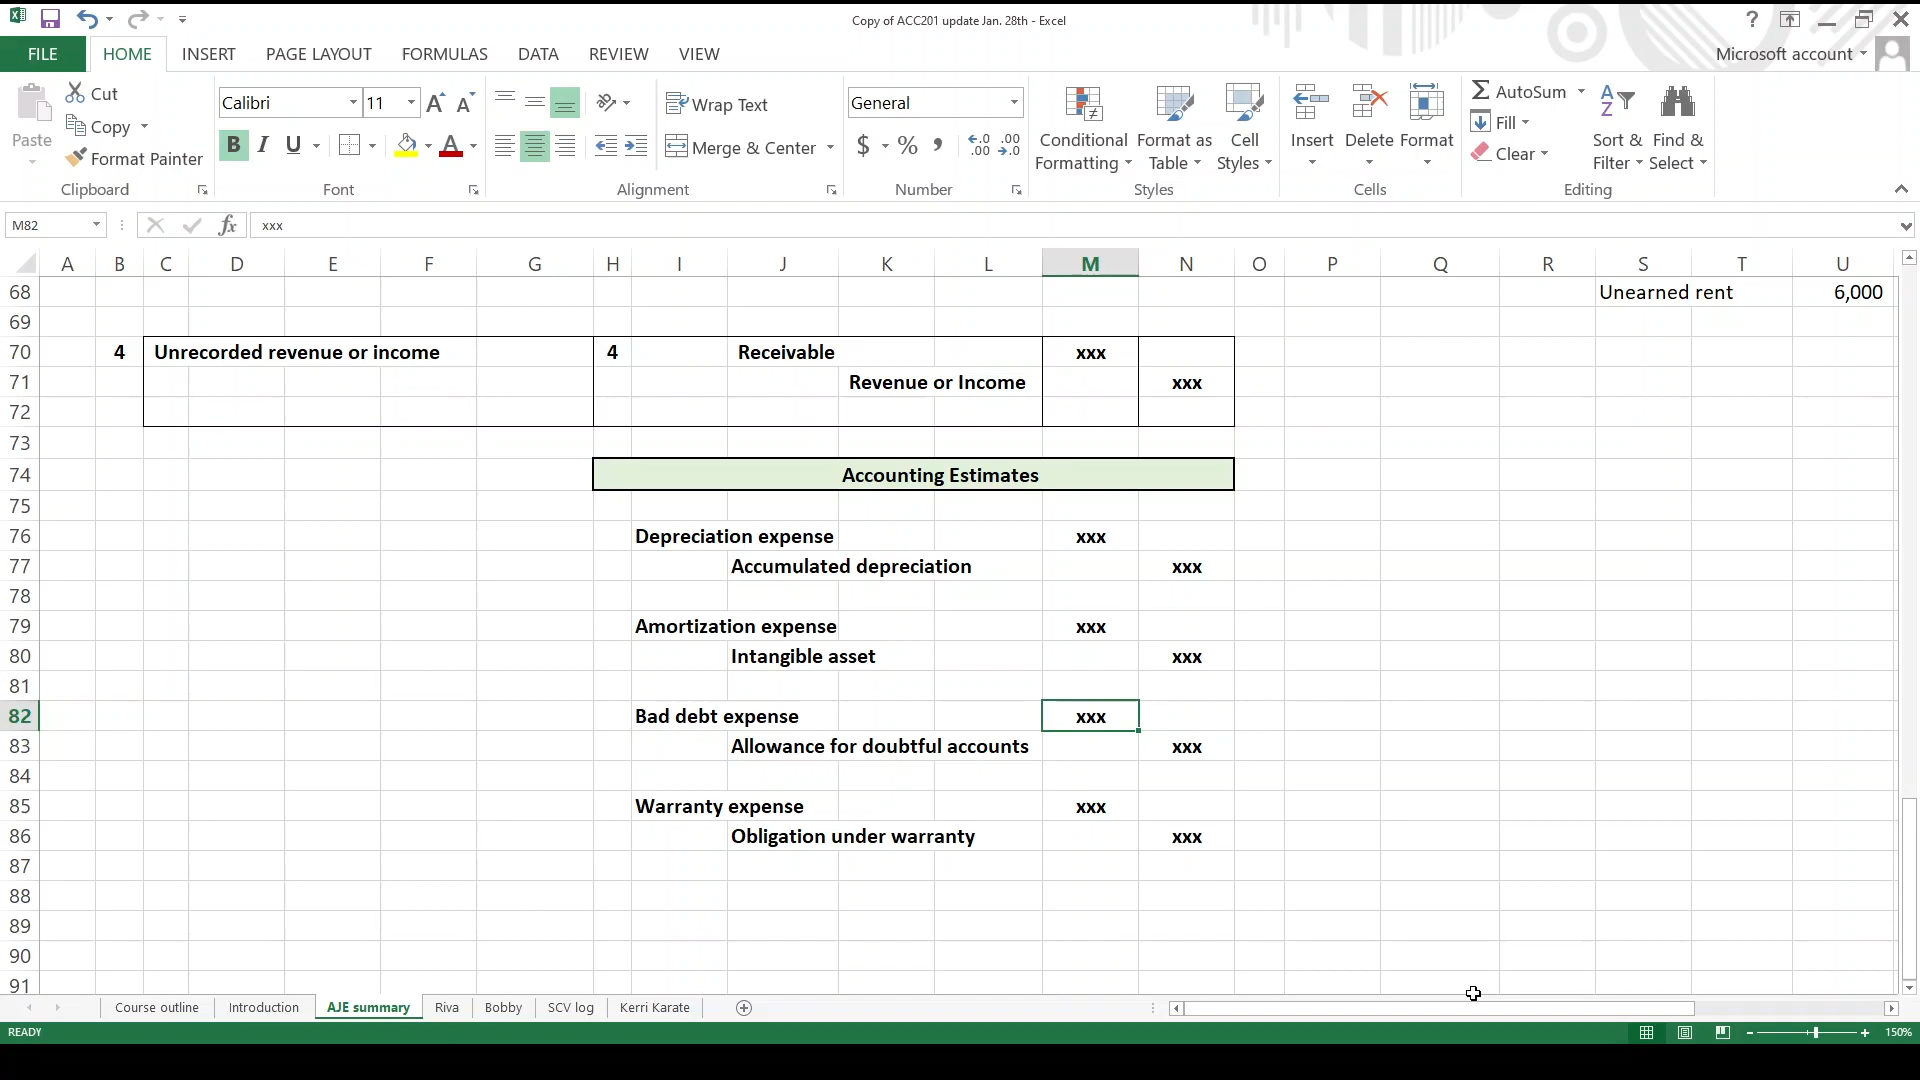 Copy of ACC201 update Jan. 28th - Excel
?
FILE HOME INSERT PAGE LAYOUT FORMULAS DATA REVIEW VIEW Microsoft account
Paste
Cut
Copy
Format Painter
Clipboard
Calibri 11 A A
B I U A
Font
Wrap Text
Merge & Center
Alignment
General
$ % , .0 .00 .00 .0
Number
Conditional Formatting
Format as Table
Cell Styles
Styles
Insert Delete Format
Cells
AutoSum
Fill
Clear
Sort & Filter
Find & Select
Editing
M82 fx xxx
A B C D E F G H I J K L M N O P Q R S T U
68 Unearned rent 6,000
69
70 4 Unrecorded revenue or income 4 Receivable xxx
71 Revenue or Income xxx
72
73
74 Accounting Estimates
75
76 Depreciation expense xxx
77 Accumulated depreciation xxx
78
79 Amortization expense xxx
80 Intangible asset xxx
81
82 Bad debt expense xxx
83 Allowance for doubtful accounts xxx
84
85 Warranty expense xxx
86 Obligation under warranty xxx
87
88
89
90
91
Course outline Introduction AJE summary Riva Bobby SCV log Kerri Karate
READY 150%